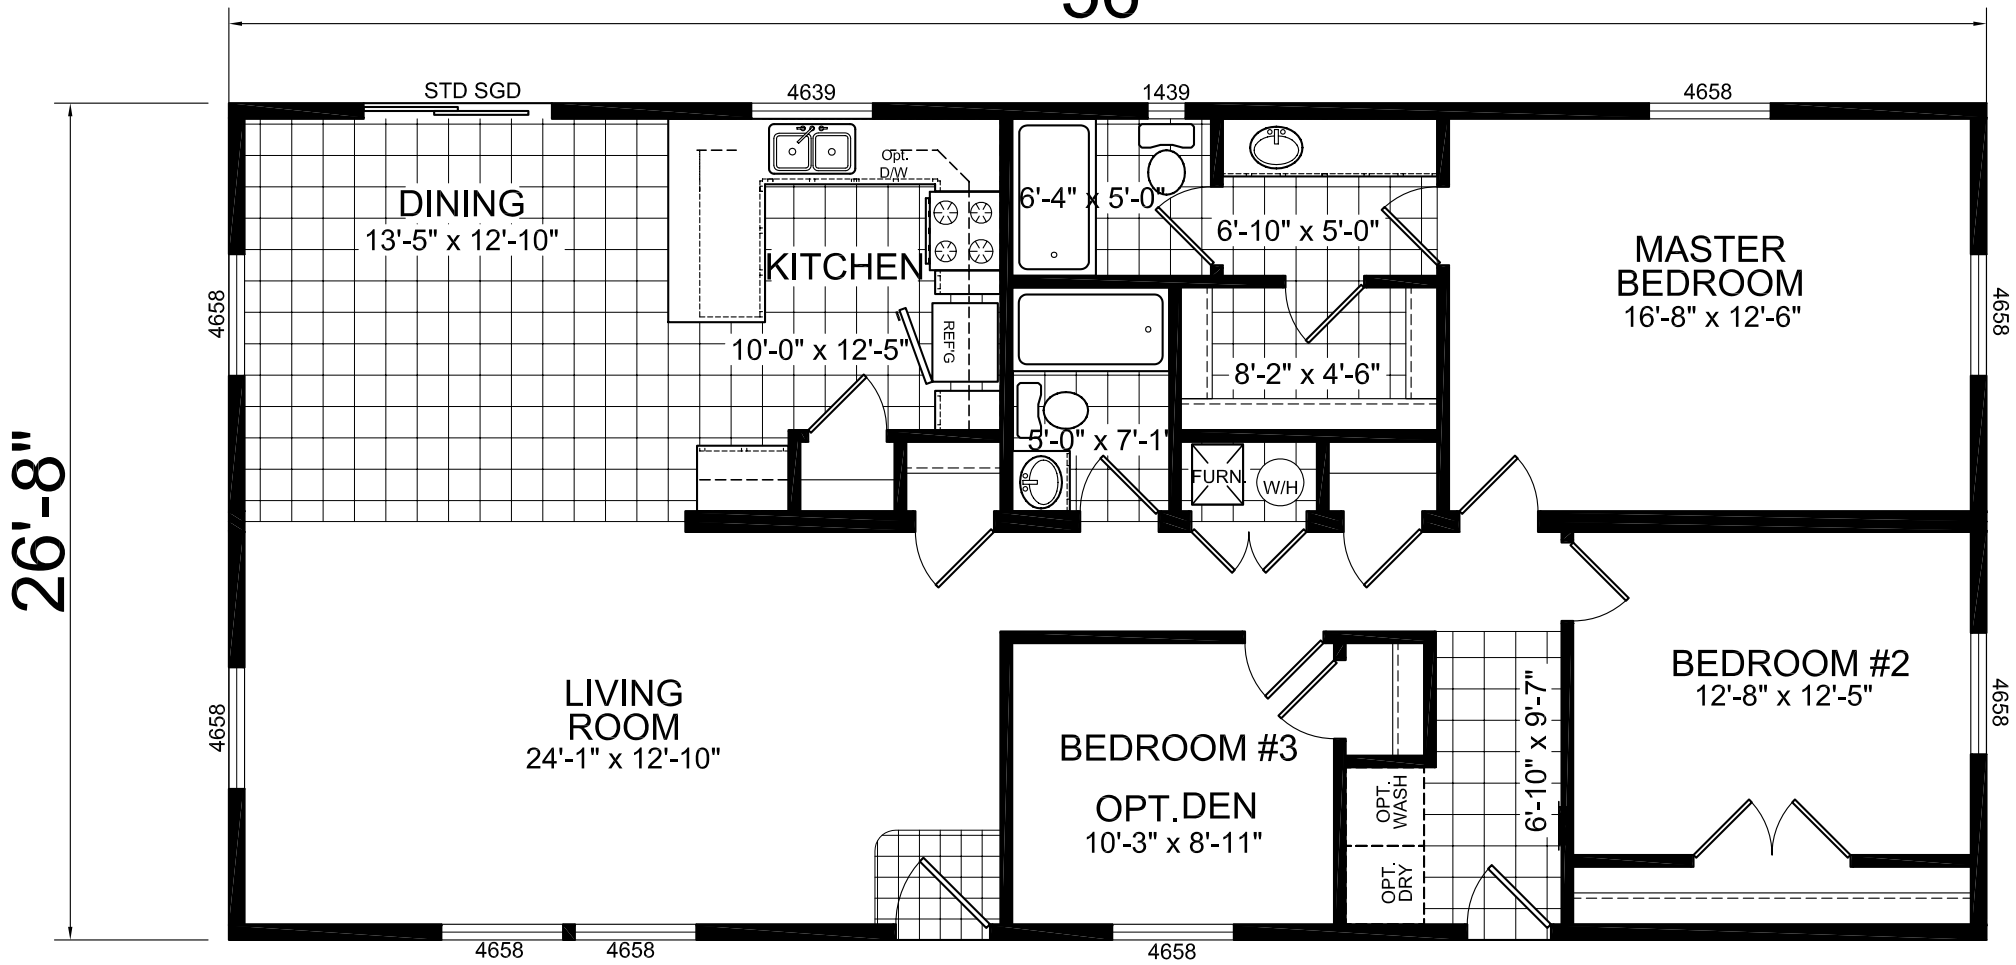 56'
STD SGD
4639
1439
4658
26'-8"
DINING
13'-5" x 12'-10"
Opt.
D/W
KITCHEN
10'-0" x 12'-5"
REF'G
6'-4" x 5'-0"
6'-10" x 5'-0"
8'-2" x 4'-6"
5'-0" x 7'-1"
FURN.
W/H
MASTER
BEDROOM
16'-8" x 12'-6"
4658
4658
LIVING
ROOM
24'-1" x 12'-10"
BEDROOM #3
OPT. DEN
10'-3" x 8'-11"
OPT.
WASH
OPT.
DRY
6'-10" x 9'-7"
BEDROOM #2
12'-8" x 12'-5"
4658
4658
4658
4658
4658